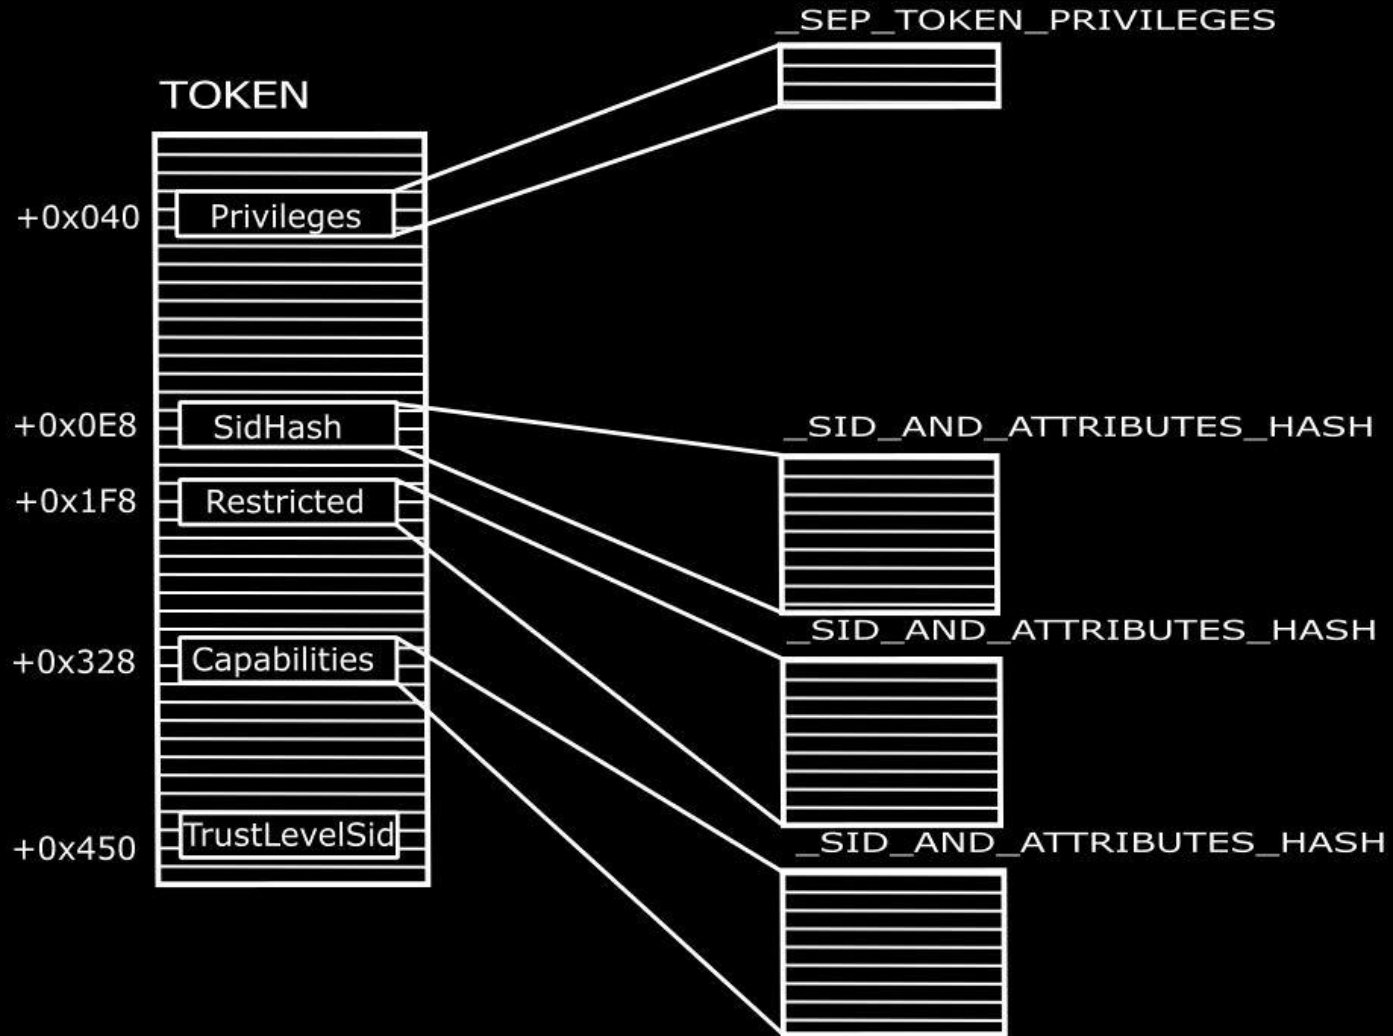 _SEP_TOKEN_PRIVILEGES
TOKEN
+0x040 Privileges
+0x0E8 SidHash
_SID_AND_ATTRIBUTES_HASH
+0x1F8 Restricted
_SID_AND_ATTRIBUTES_HASH
+0x328 Capabilities
_SID_AND_ATTRIBUTES_HASH
+0x450 TrustLevelSid